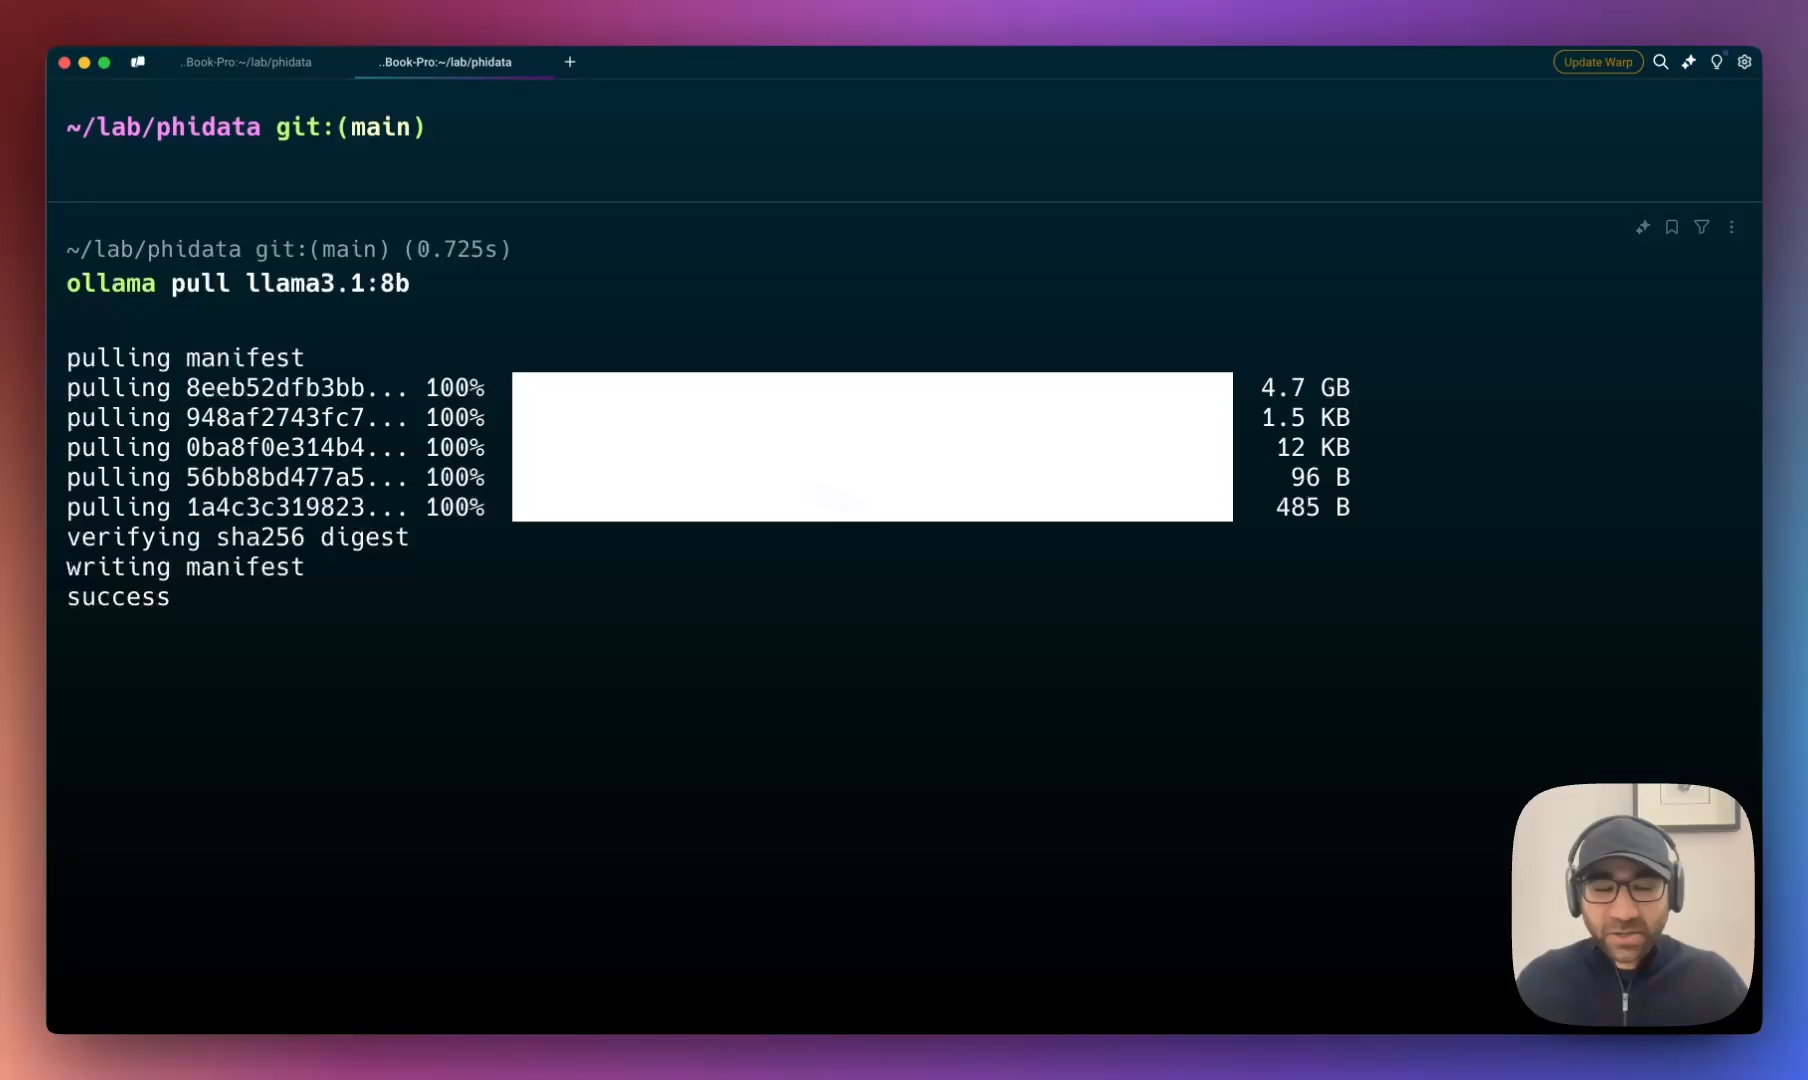 ..Book-Pro:~/lab/phidata
..Book-Pro:~/lab/phidata
+
Update Warp
~/lab/phidata git:(main)
~/lab/phidata git:(main) (0.725s)
ollama pull llama3.1:8b
pulling manifest
pulling 8eeb52dfb3bb... 100% 4.7 GB
pulling 948af2743fc7... 100% 1.5 KB
pulling 0ba8f0e314b4... 100% 12 KB
pulling 56bb8bd477a5... 100% 96 B
pulling 1a4c3c319823... 100% 485 B
verifying sha256 digest
writing manifest
success